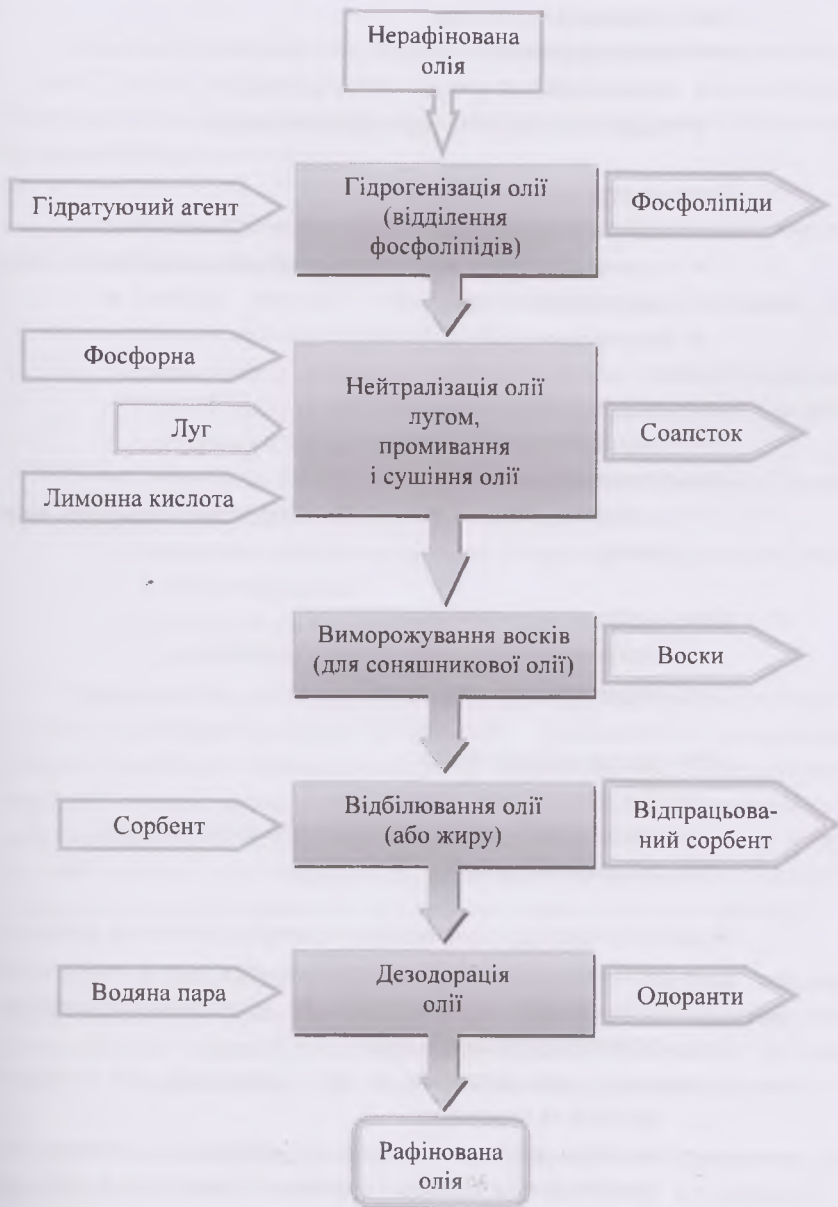 Нерафінована
олія
Гідратуючий агент
Гідрогенізація олії
(відділення
фосфоліпідів)
Фосфоліпіди
Фосфорна
Луг
Лимонна кислота
Нейтралізація олії
лугом,
промивання
і сушіння олії
Соапсток
Виморожування восків
(для соняшникової олії)
Воски
Сорбент
Відбілювання олії
(або жиру)
Відпрацьова-
ний сорбент
Водяна пара
Дезодорація
олії
Одоранти
Рафінована
олія